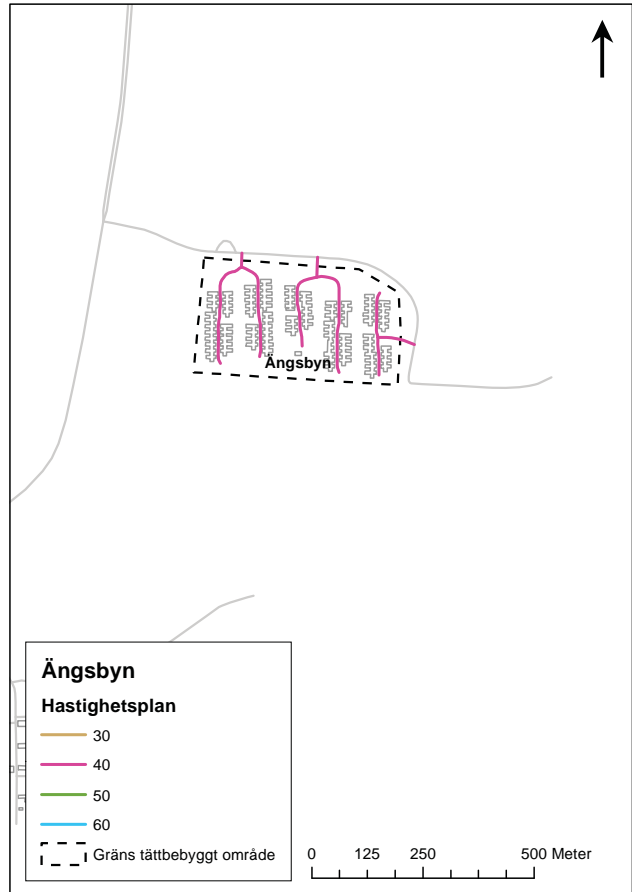 Ängsbyn
Ängsbyn
Hastighetsplan
30
40
50
60
Gräns tättbebyggt område
0 125 250 500 Meter